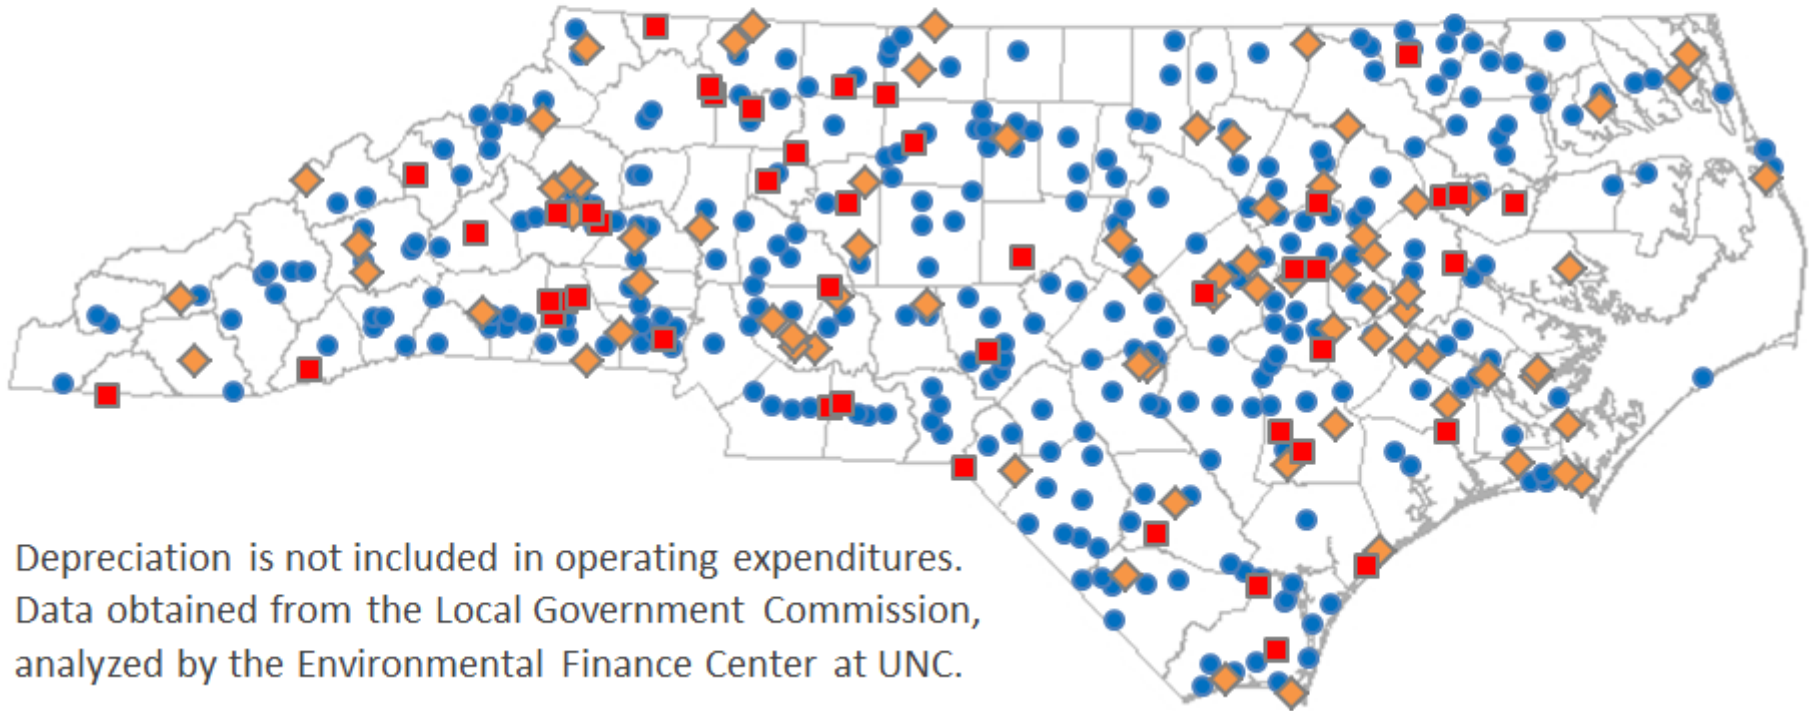 Depreciation is not included in operating expenditures.
Data obtained from the Local Government Commission,
analyzed by the Environmental Finance Center at UNC.